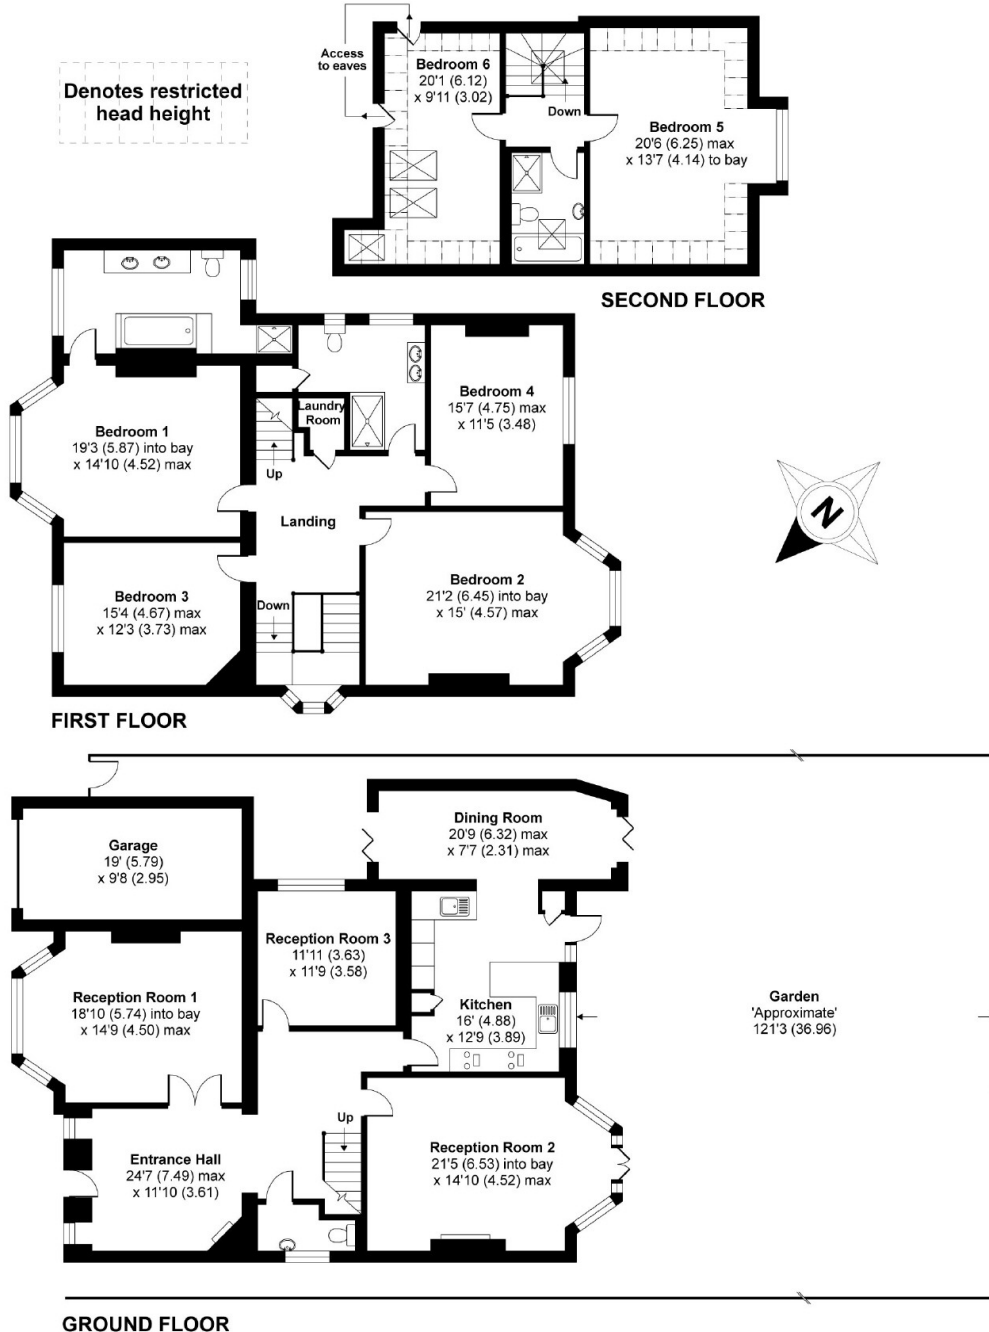 Denotes restricted
head height
Access
to eaves
Bedroom 6
20'1 (6.12)
x 9'11 (3.02)
Down
Bedroom 5
20'6 (6.25) max
x 13'7 (4.14) to bay
SECOND FLOOR
Bedroom 1
19'3 (5.87) into bay
x 14'10 (4.52) max
Laundry
Room
Up
Bedroom 4
15'7 (4.75) max
x 11'5 (3.48)
Landing
N
Bedroom 3
15'4 (4.67) max
x 12'3 (3.73) max
Down
Bedroom 2
21'2 (6.45) into bay
x 15' (4.57) max
FIRST FLOOR
Garage
19' (5.79)
x 9'8 (2.95)
Dining Room
20'9 (6.32) max
x 7'7 (2.31) max
Reception Room 3
11'11 (3.63)
x 11'9 (3.58)
Reception Room 1
18'10 (5.74) into bay
x 14'9 (4.50) max
Kitchen
16' (4.88)
x 12'9 (3.89)
Garden
'Approximate'
121'3 (36.96)
Up
Entrance Hall
24'7 (7.49) max
x 11'10 (3.61)
Reception Room 2
21'5 (6.53) into bay
x 14'10 (4.52) max
GROUND FLOOR